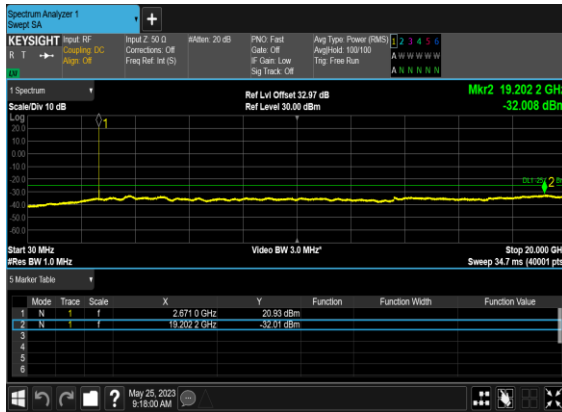 Spectrum Analyzer 1
Swept SA
+
KEYSIGHT Input: RF Input Z: 50 Ω #Atten: 20 dB PNO: Fast Avg Type: Power (RMS) 1 2 3 4 5 6
R T Coupling: DC Corrections: Off Gate: Off Avg|Hold: 100/100 A W W W W W
Align: Off Freq Ref: Int (S) IF Gain: Low Trig: Free Run
LXI Sig Track: Off A N N N N N
1 Spectrum Ref Lvl Offset 32.97 dB Mkr2 19.202 2 GHz
Scale/Div 10 dB Ref Level 30.00 dBm -32.008 dBm
Log
20.0
10.0
0.00
-10.0
-20.0
-30.0
-40.0
-50.0
-60.0
1
2
Start 30 MHz Video BW 3.0 MHz* Stop 20.000 GH
#Res BW 1.0 MHz Sweep 34.7 ms (40001 pts
5 Marker Table
Mode Trace Scale X Y Function Function Width Function Value
1 N 1 f 2.671 0 GHz 20.93 dBm
2 N 1 f 19.202 2 GHz -32.01 dBm
3
4
5
6
? May 25, 2023
9:18:00 AM